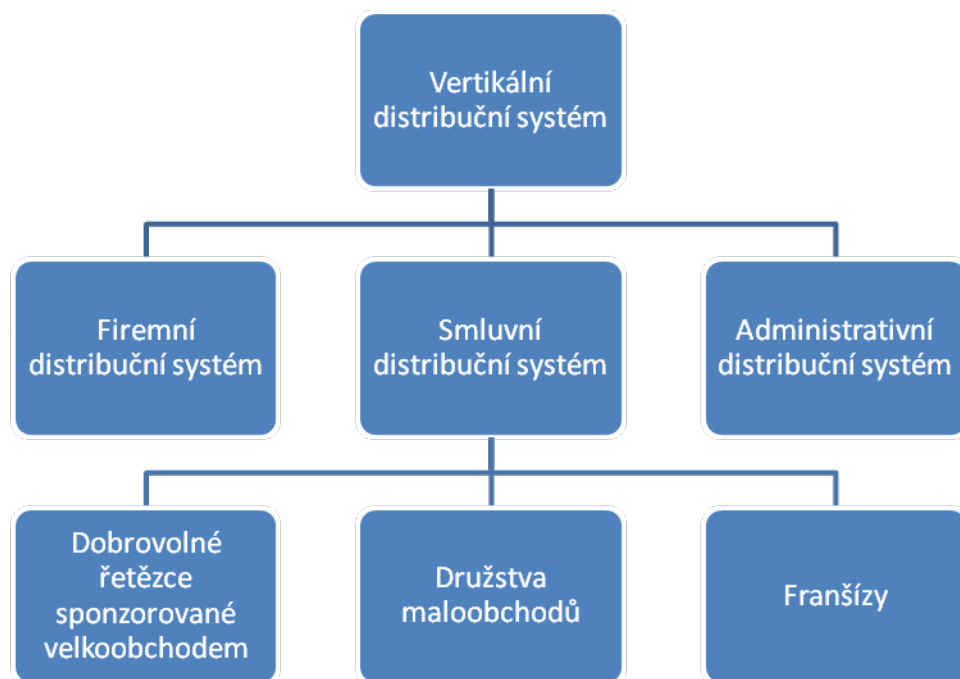 Vertikální
distribuční systém
Firemní
distribuční systém
Smluvní
distribuční systém
Administrativní
distribuční systém
Dobrovolné
řetězce
sponzorované
velkoobchodem
Družstva
maloobchodů
Franšízy